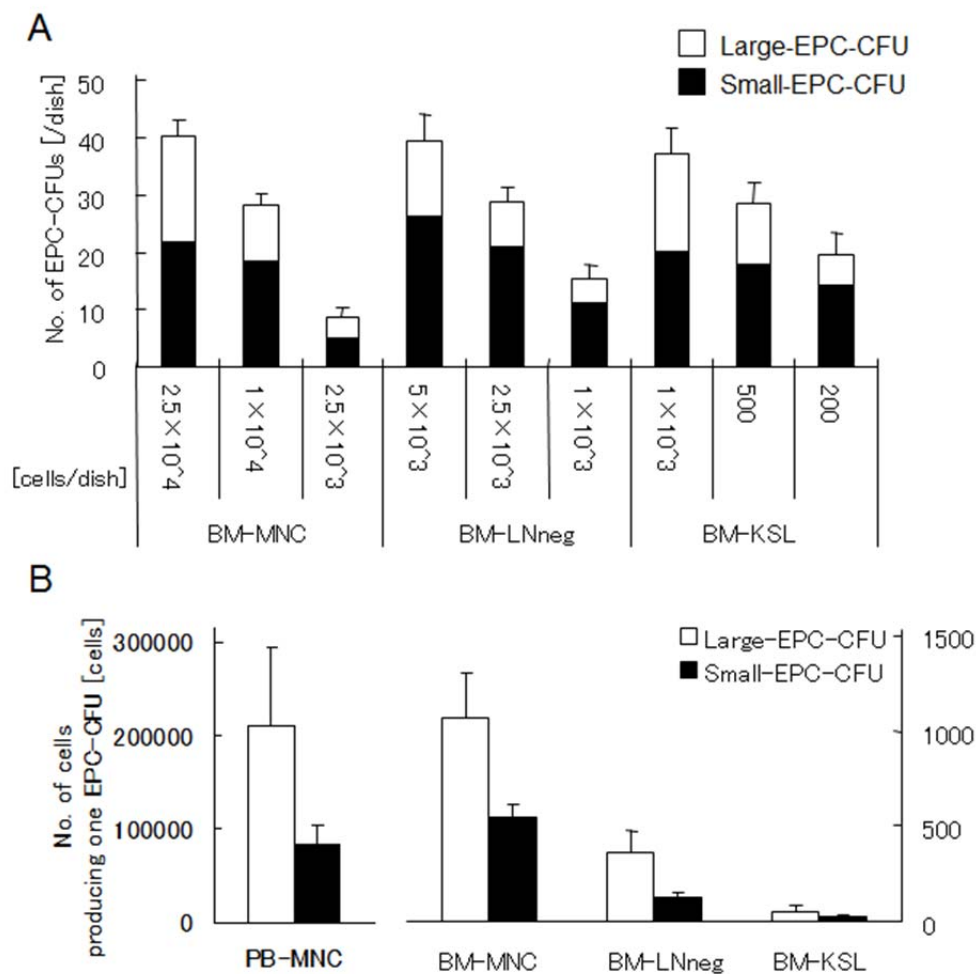 A
Large-EPC-CFU
Small-EPC-CFU
No. of EPC-CFUs [/dish]
50
40
30
20
10
0
2.5×10^4
1×10^4
2.5×10^3
5×10^3
2.5×10^3
1×10^3
1×10^3
500
200
[cells/dish]
BM-MNC
BM-LNneg
BM-KSL
B
No. of cells
producing one EPC-CFU [cells]
300000
200000
100000
0
Large-EPC-CFU
Small-EPC-CFU
1500
1000
500
0
PB-MNC
BM-MNC
BM-LNneg
BM-KSL